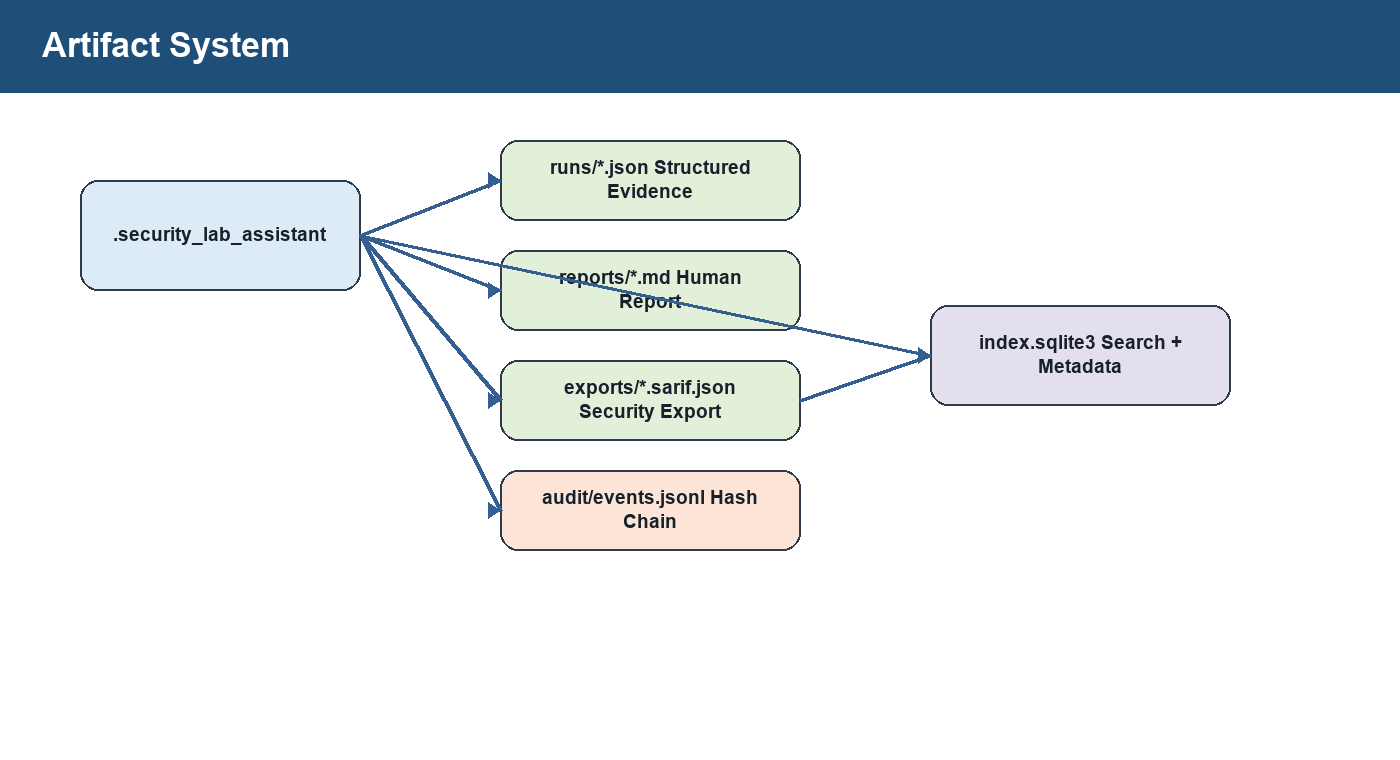 Artifact System
.security_lab_assistant
runs/*.json Structured
Evidence
reports/*.md Human
Report
exports/*.sarif.json
Security Export
audit/events.jsonl Hash
Chain
index.sqlite3 Search +
Metadata